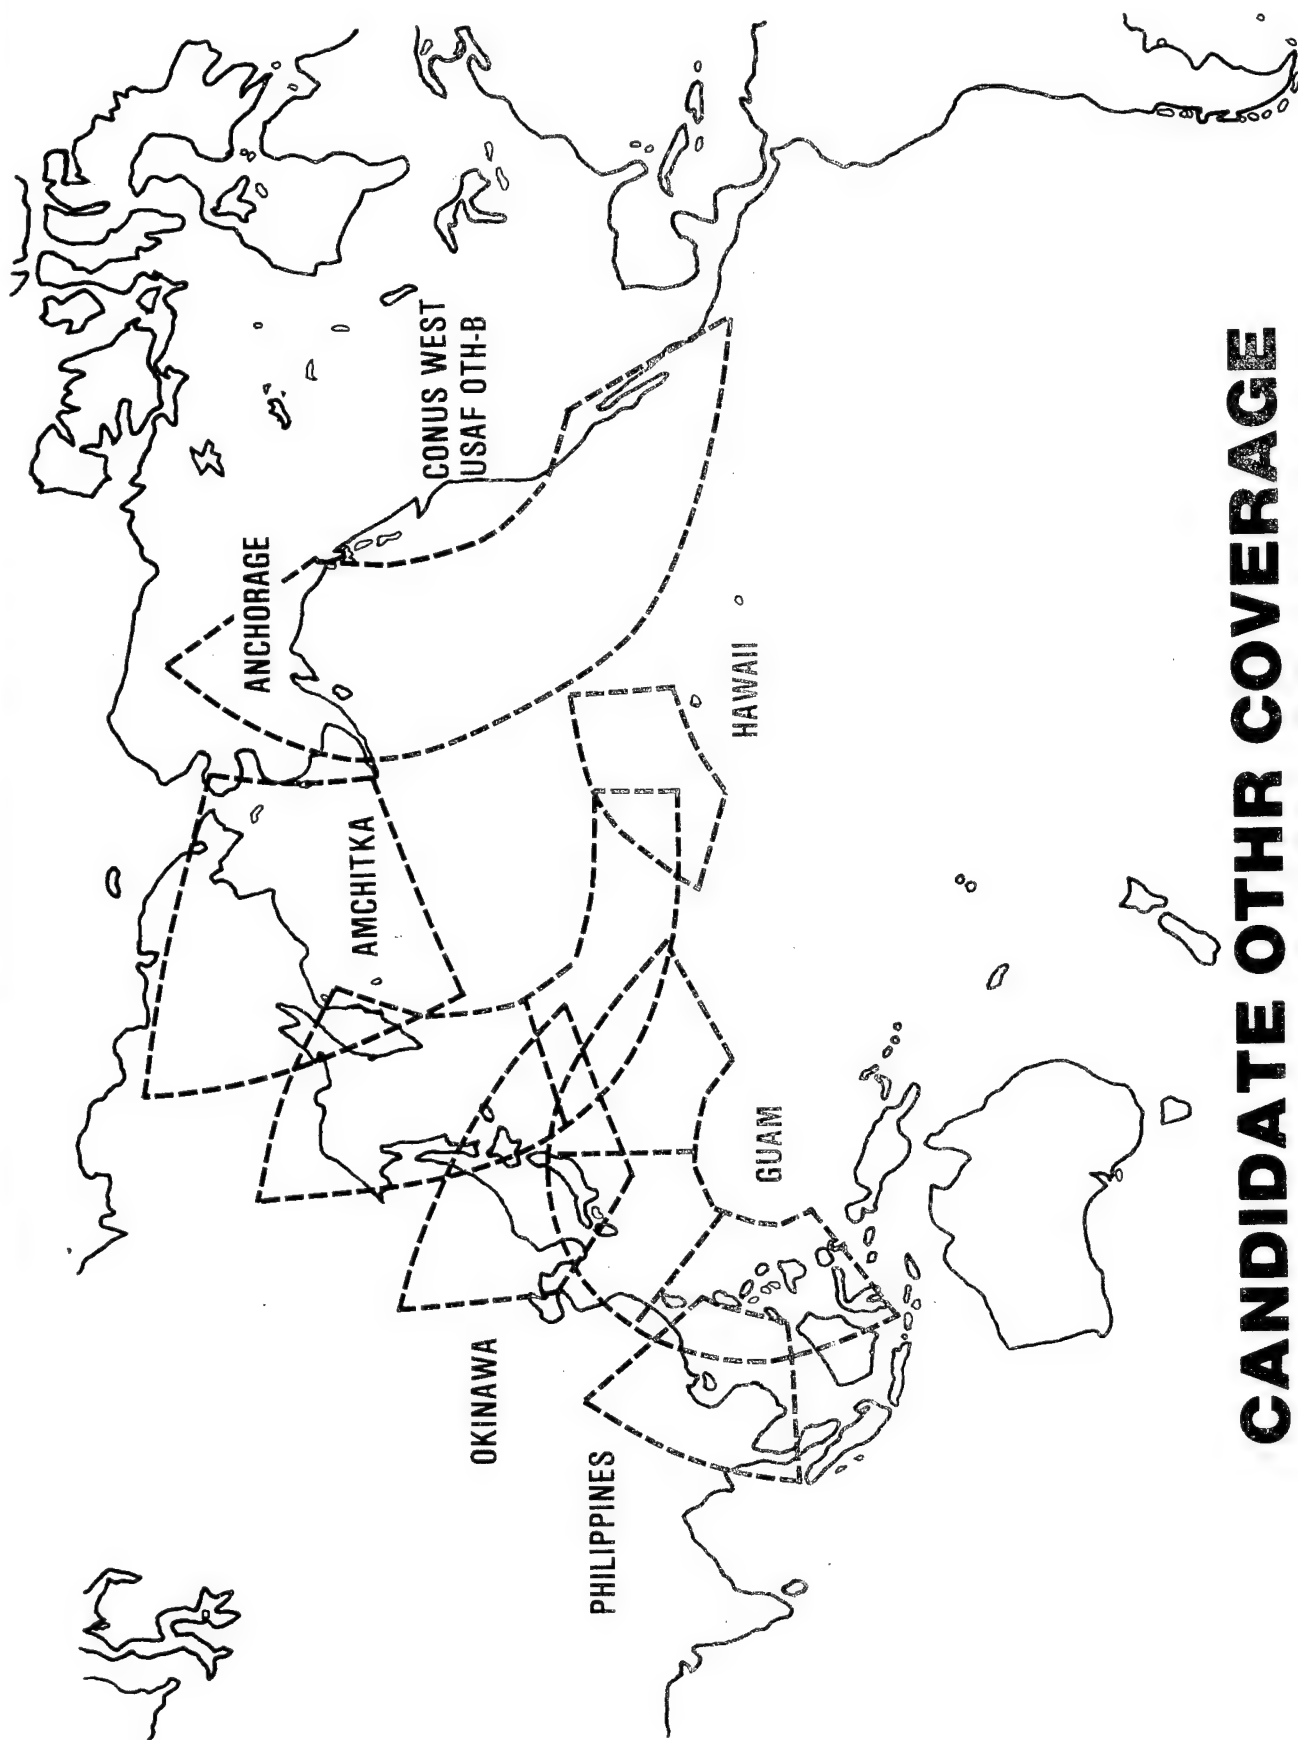 ANCHORAGE
CONUS WEST
USAF OTH-B
AMCHITKA
HAWAII
OKINAWA
GUAM
PHILIPPINES
CANDIDATE OTHR COVERAGE